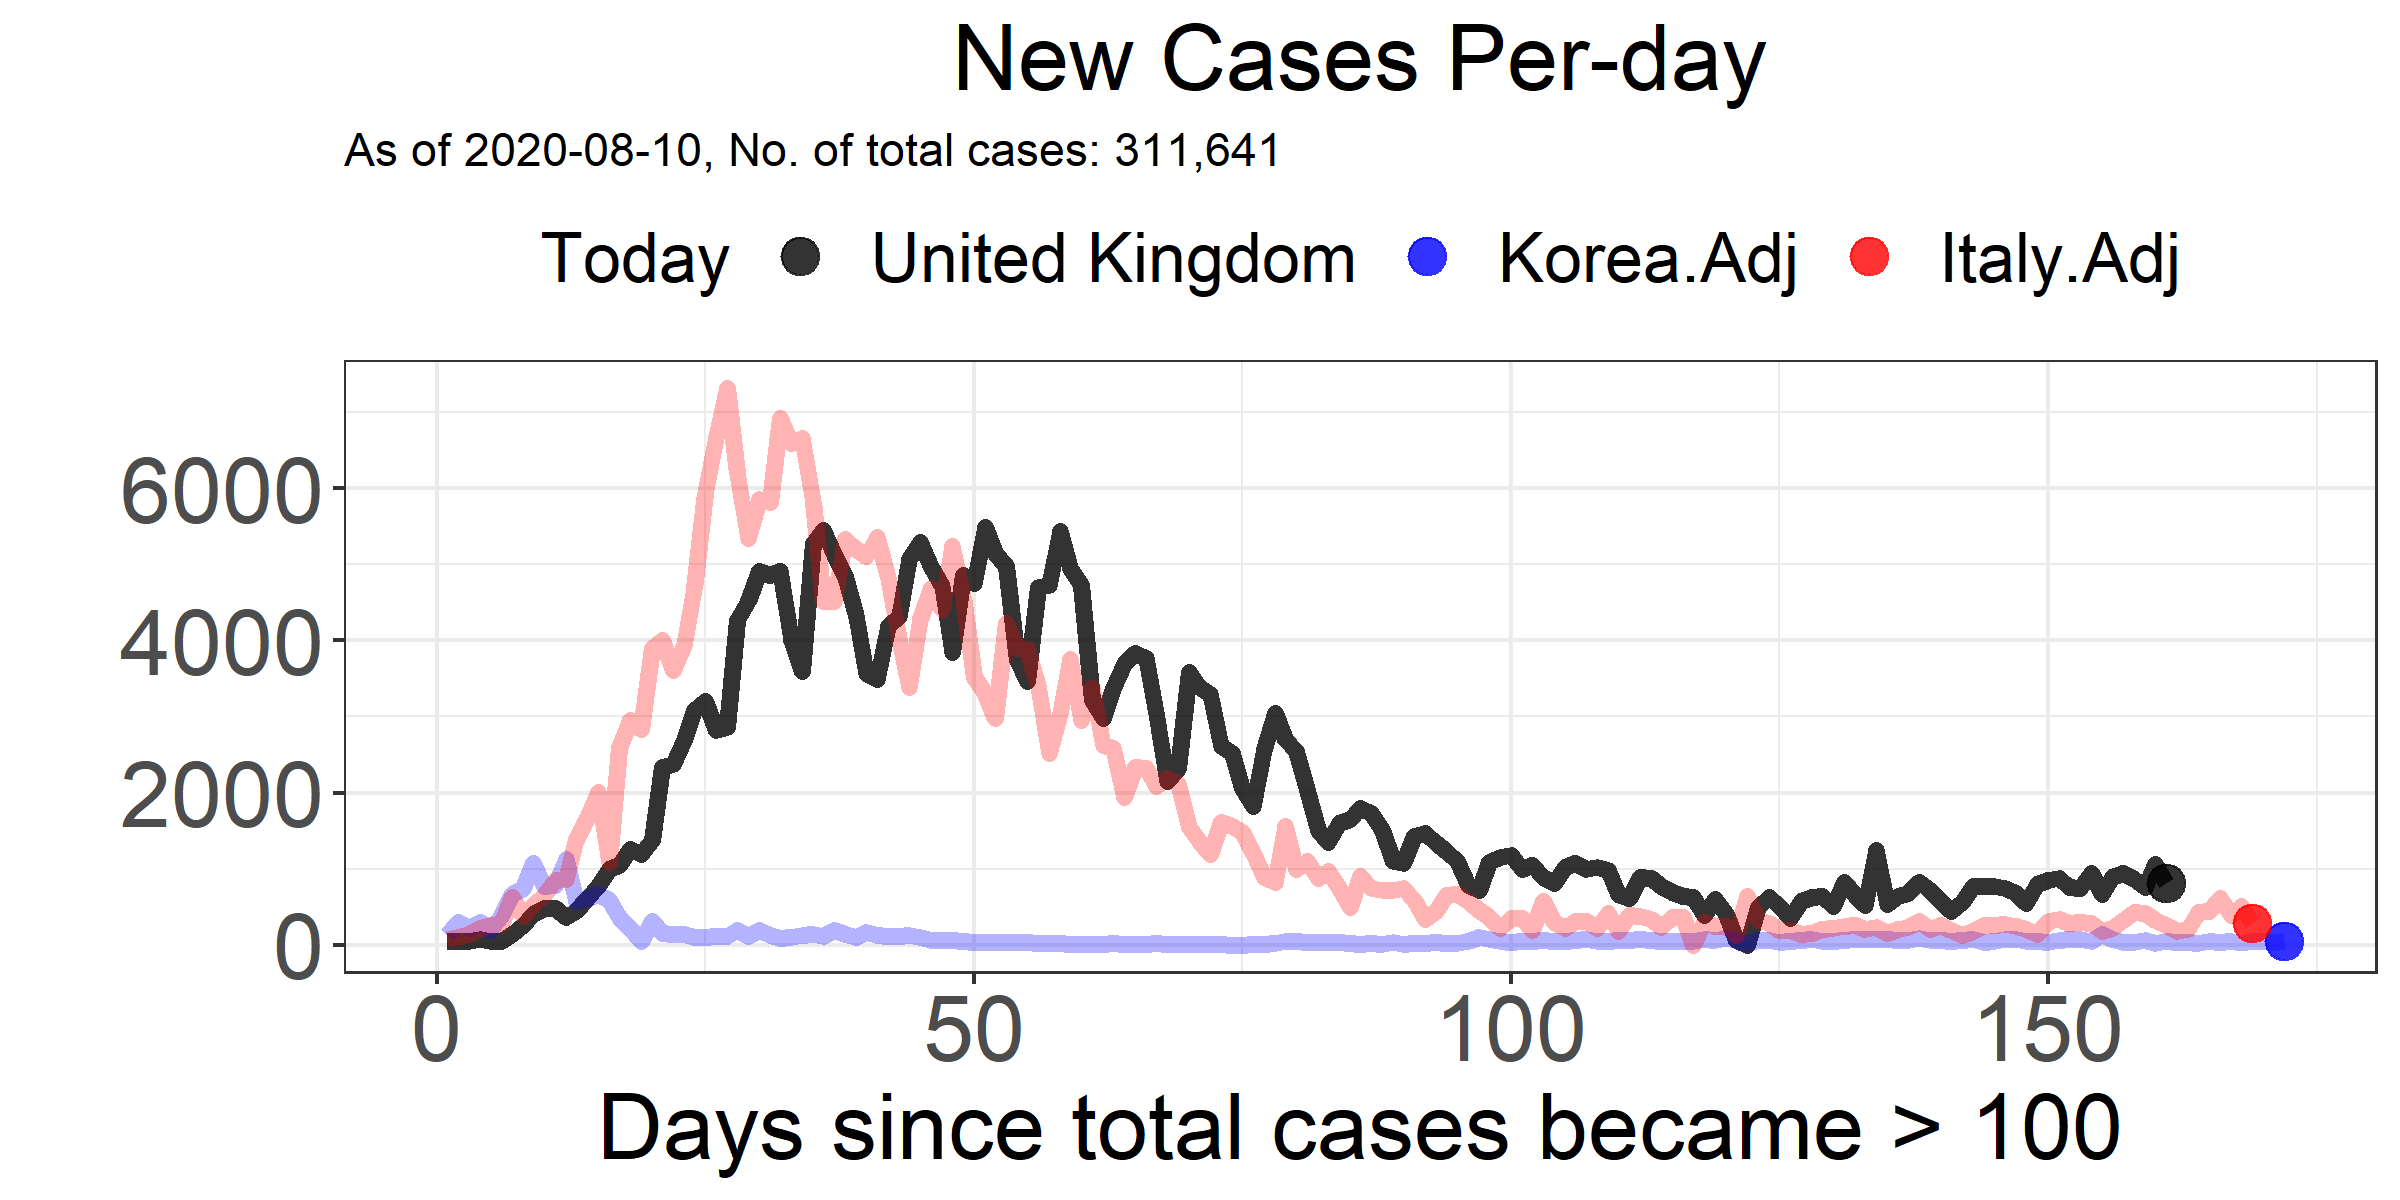 New Cases Per-day
As of 2020-08-10, No. of total cases: 311,641
Today United Kingdom Korea.Adj Italy.Adj
6000
4000
2000
0
0 50 100 150
Days since total cases became > 100